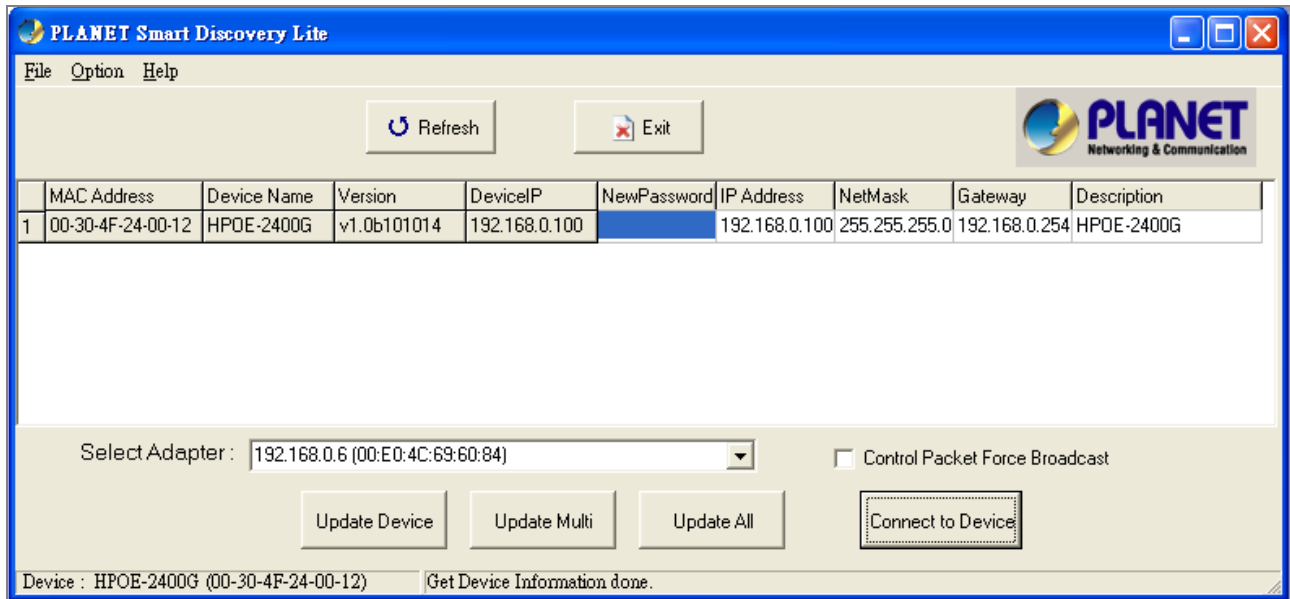 PLANET Smart Discovery Lite
File Option Help
Refresh Exit
PLANET
Networking & Communication
MAC Address Device Name Version DeviceIP NewPassword IP Address NetMask Gateway Description
1 00-30-4F-24-00-12 HPOE-2400G v1.0b101014 192.168.0.100 192.168.0.100 255.255.255.0 192.168.0.254 HPOE-2400G
Select Adapter : 192.168.0.6 (00:E0:4C:69:60:84) Control Packet Force Broadcast
Update Device Update Multi Update All Connect to Device
Device : HPOE-2400G (00-30-4F-24-00-12) Get Device Information done.